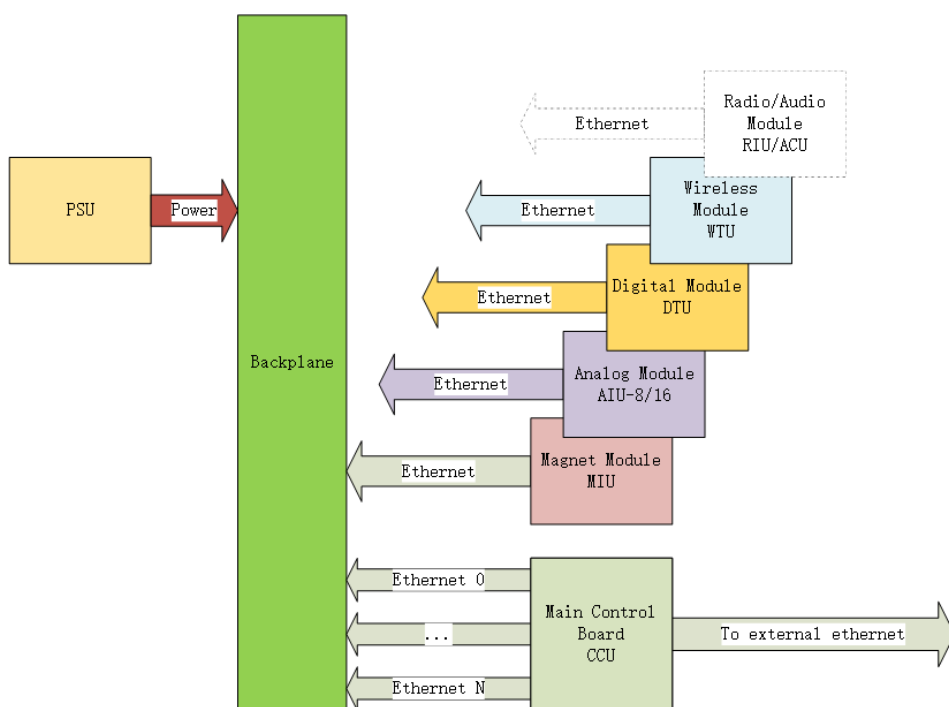 Radio/Audio
Module
RIU/ACU
Ethernet
Wireless
Module
WTU
Ethernet
PSU
Power
Digital Module
DTU
Ethernet
Backplane
Analog Module
AIU-8/16
Ethernet
Magnet Module
MIU
Ethernet
Ethernet 0
...
Ethernet N
Main Control
Board
CCU
To external ethernet